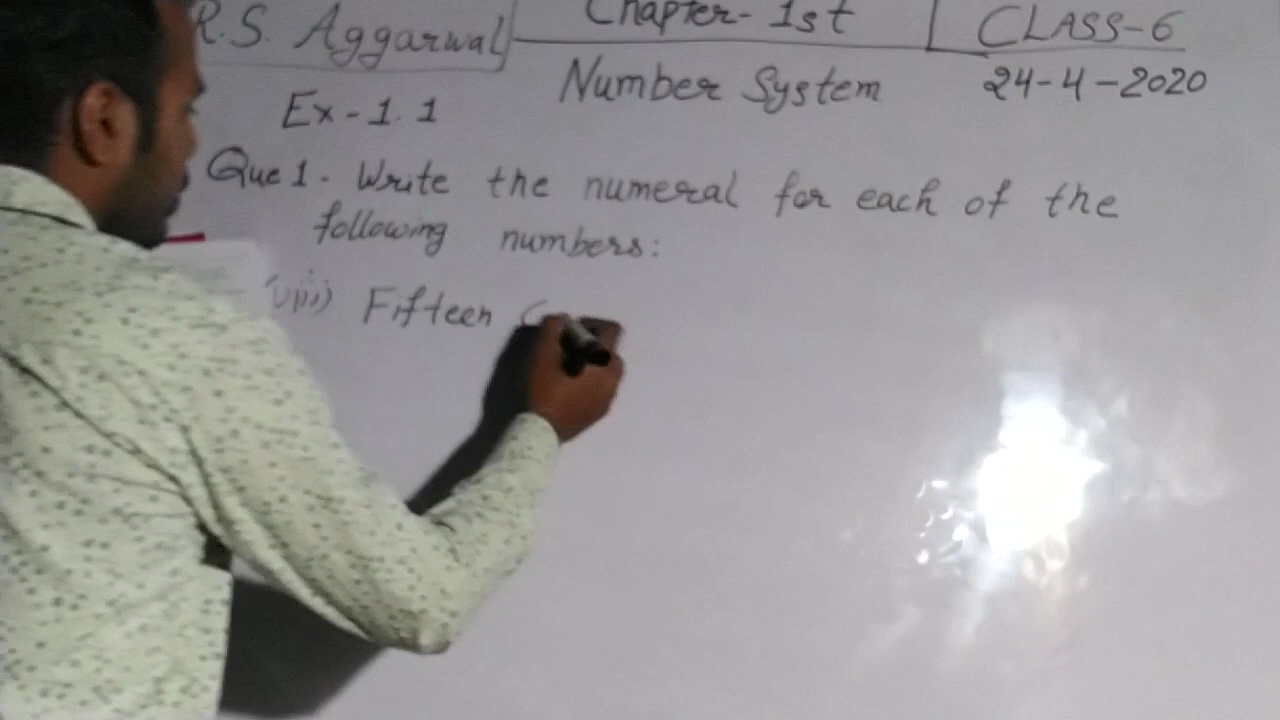 R.S. Aggarwal Chapter- 1st CLASS-6
Number System 24-4-2020
Ex-1.1
Que 1. Write the numeral for each of the
following numbers:
(viii) Fifteen